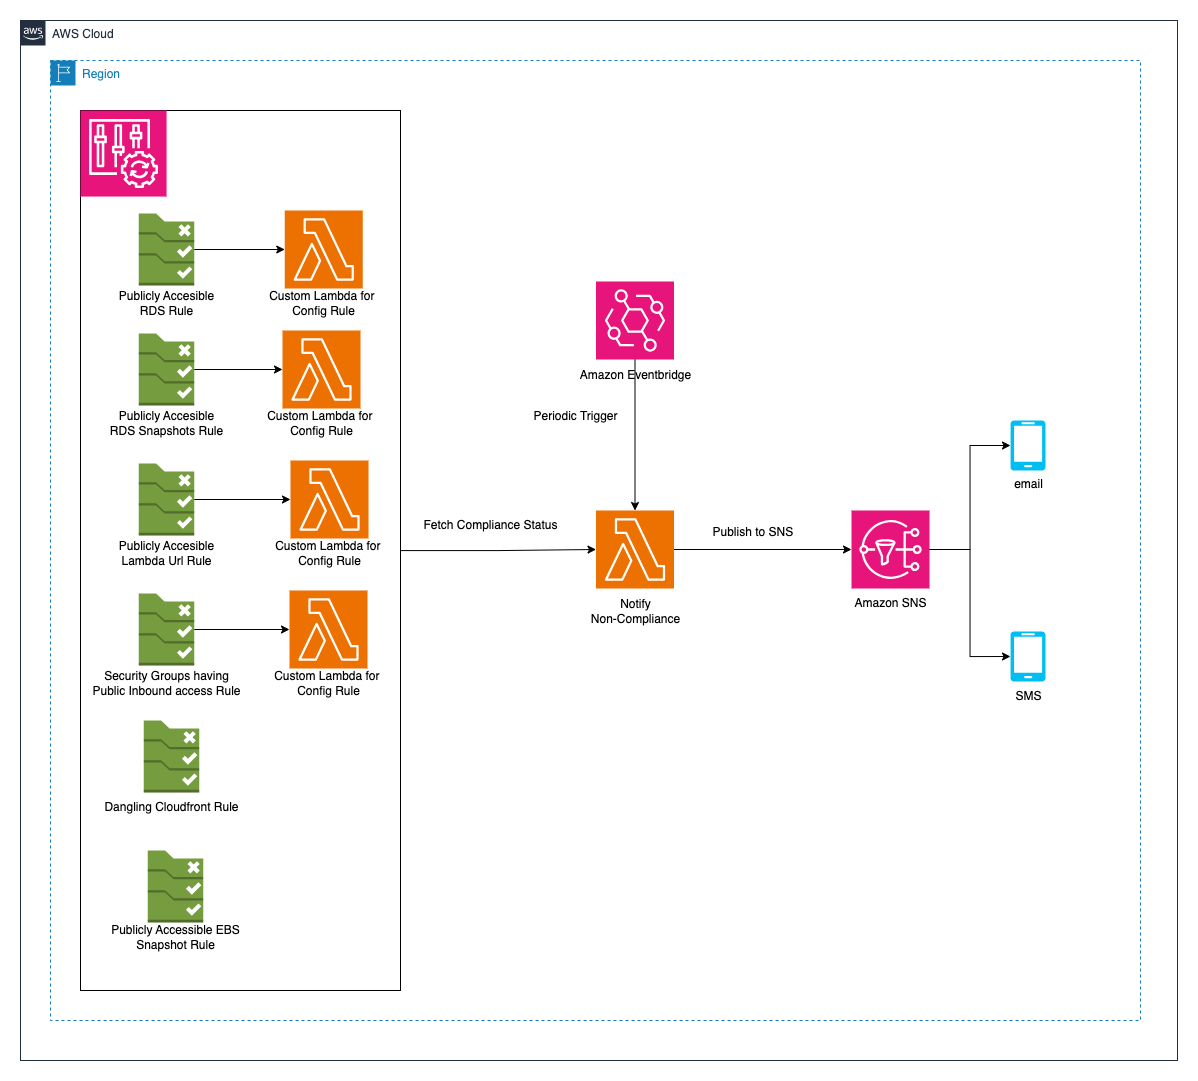 aws
AWS Cloud
Region
Publicly Accesible
RDS Rule
Custom Lambda for
Config Rule
Publicly Accesible
RDS Snapshots Rule
Custom Lambda for
Config Rule
Publicly Accesible
Lambda Url Rule
Custom Lambda for
Config Rule
Security Groups having
Public Inbound access Rule
Custom Lambda for
Config Rule
Dangling Cloudfront Rule
Publicly Accessible EBS
Snapshot Rule
Fetch Compliance Status
Amazon Eventbridge
Periodic Trigger
Notify
Non-Compliance
Publish to SNS
Amazon SNS
email
SMS